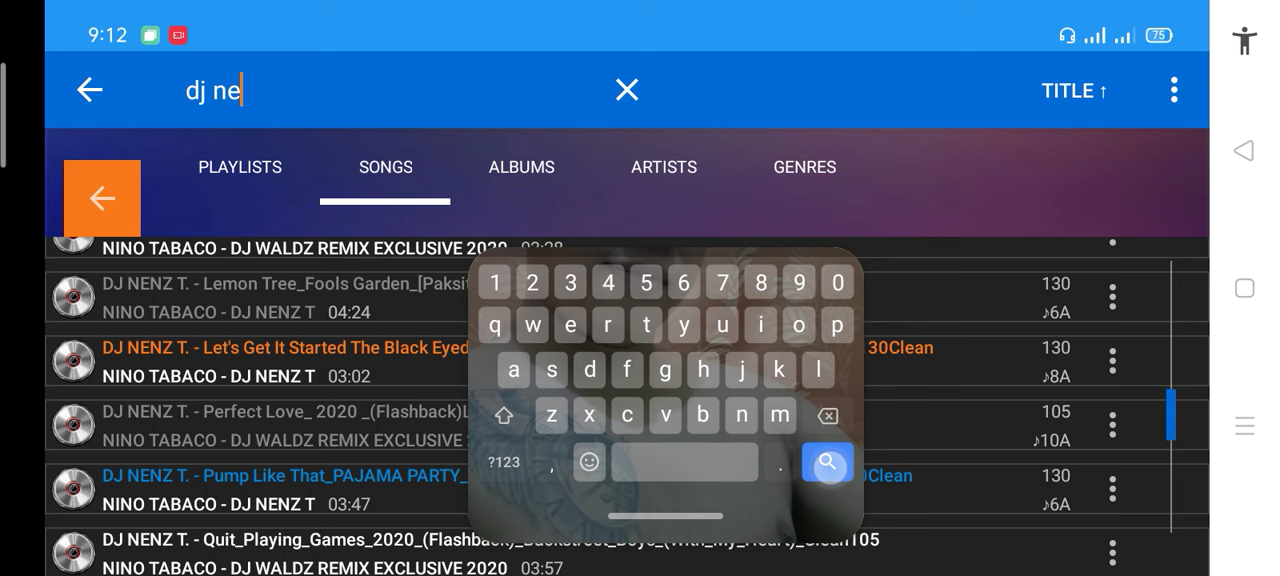 9:12
75
dj ne
TITLE ↑
PLAYLISTS SONGS ALBUMS ARTISTS GENRES
NINO TABACO - DJ WALDZ REMIX EXCLUSIVE 2020 03:28
DJ NENZ T. - Lemon Tree_Fools Garden_[Paksi
130
NINO TABACO - DJ NENZ T 04:24
♪6A
DJ NENZ T. - Let's Get It Started The Black Eyed 30Clean
130
NINO TABACO - DJ NENZ T 03:02
♪8A
DJ NENZ T. - Perfect Love_ 2020 _(Flashback)L
105
NINO TABACO - DJ WALDZ REMIX EXCLUSIVE 2
♪10A
DJ NENZ T. - Pump Like That_PAJAMA PARTY_ 0Clean
130
NINO TABACO - DJ NENZ T 03:47
♪6A
DJ NENZ T. - Quit_Playing_Games_2020_(Flashback)_Backstreet_Boys_(With_My_Heart)_Clean105
NINO TABACO - DJ WALDZ REMIX EXCLUSIVE 2020 03:57
1 2 3 4 5 6 7 8 9 0
q w e r t y u i o p
a s d f g h j k l
z x c v b n m
?123 , .